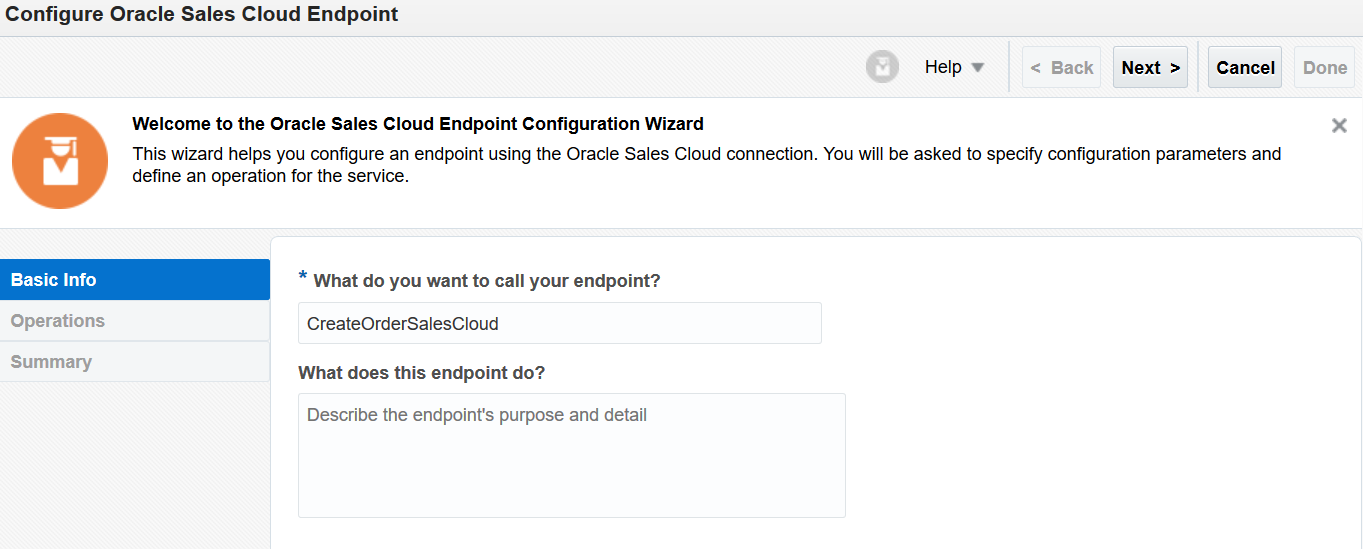 Configure Oracle Sales Cloud Endpoint
Help
< Back
Next >
Cancel
Done
Welcome to the Oracle Sales Cloud Endpoint Configuration Wizard
This wizard helps you configure an endpoint using the Oracle Sales Cloud connection. You will be asked to specify configuration parameters and
define an operation for the service.
Basic Info
Operations
Summary
* What do you want to call your endpoint?
CreateOrderSalesCloud
What does this endpoint do?
Describe the endpoint's purpose and detail